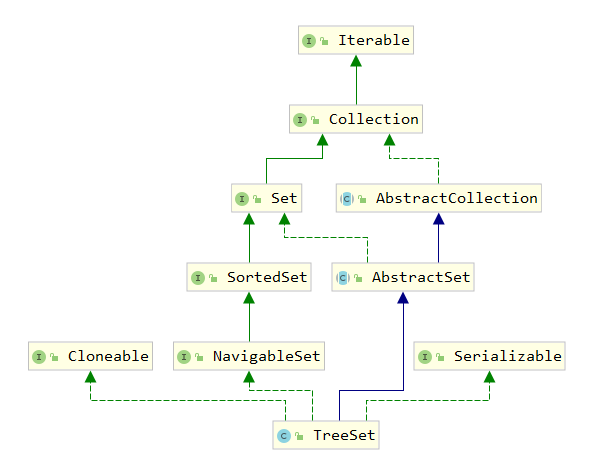 I Iterable
I Collection
I Set
C AbstractCollection
I SortedSet
C AbstractSet
I Cloneable
I NavigableSet
I Serializable
C TreeSet